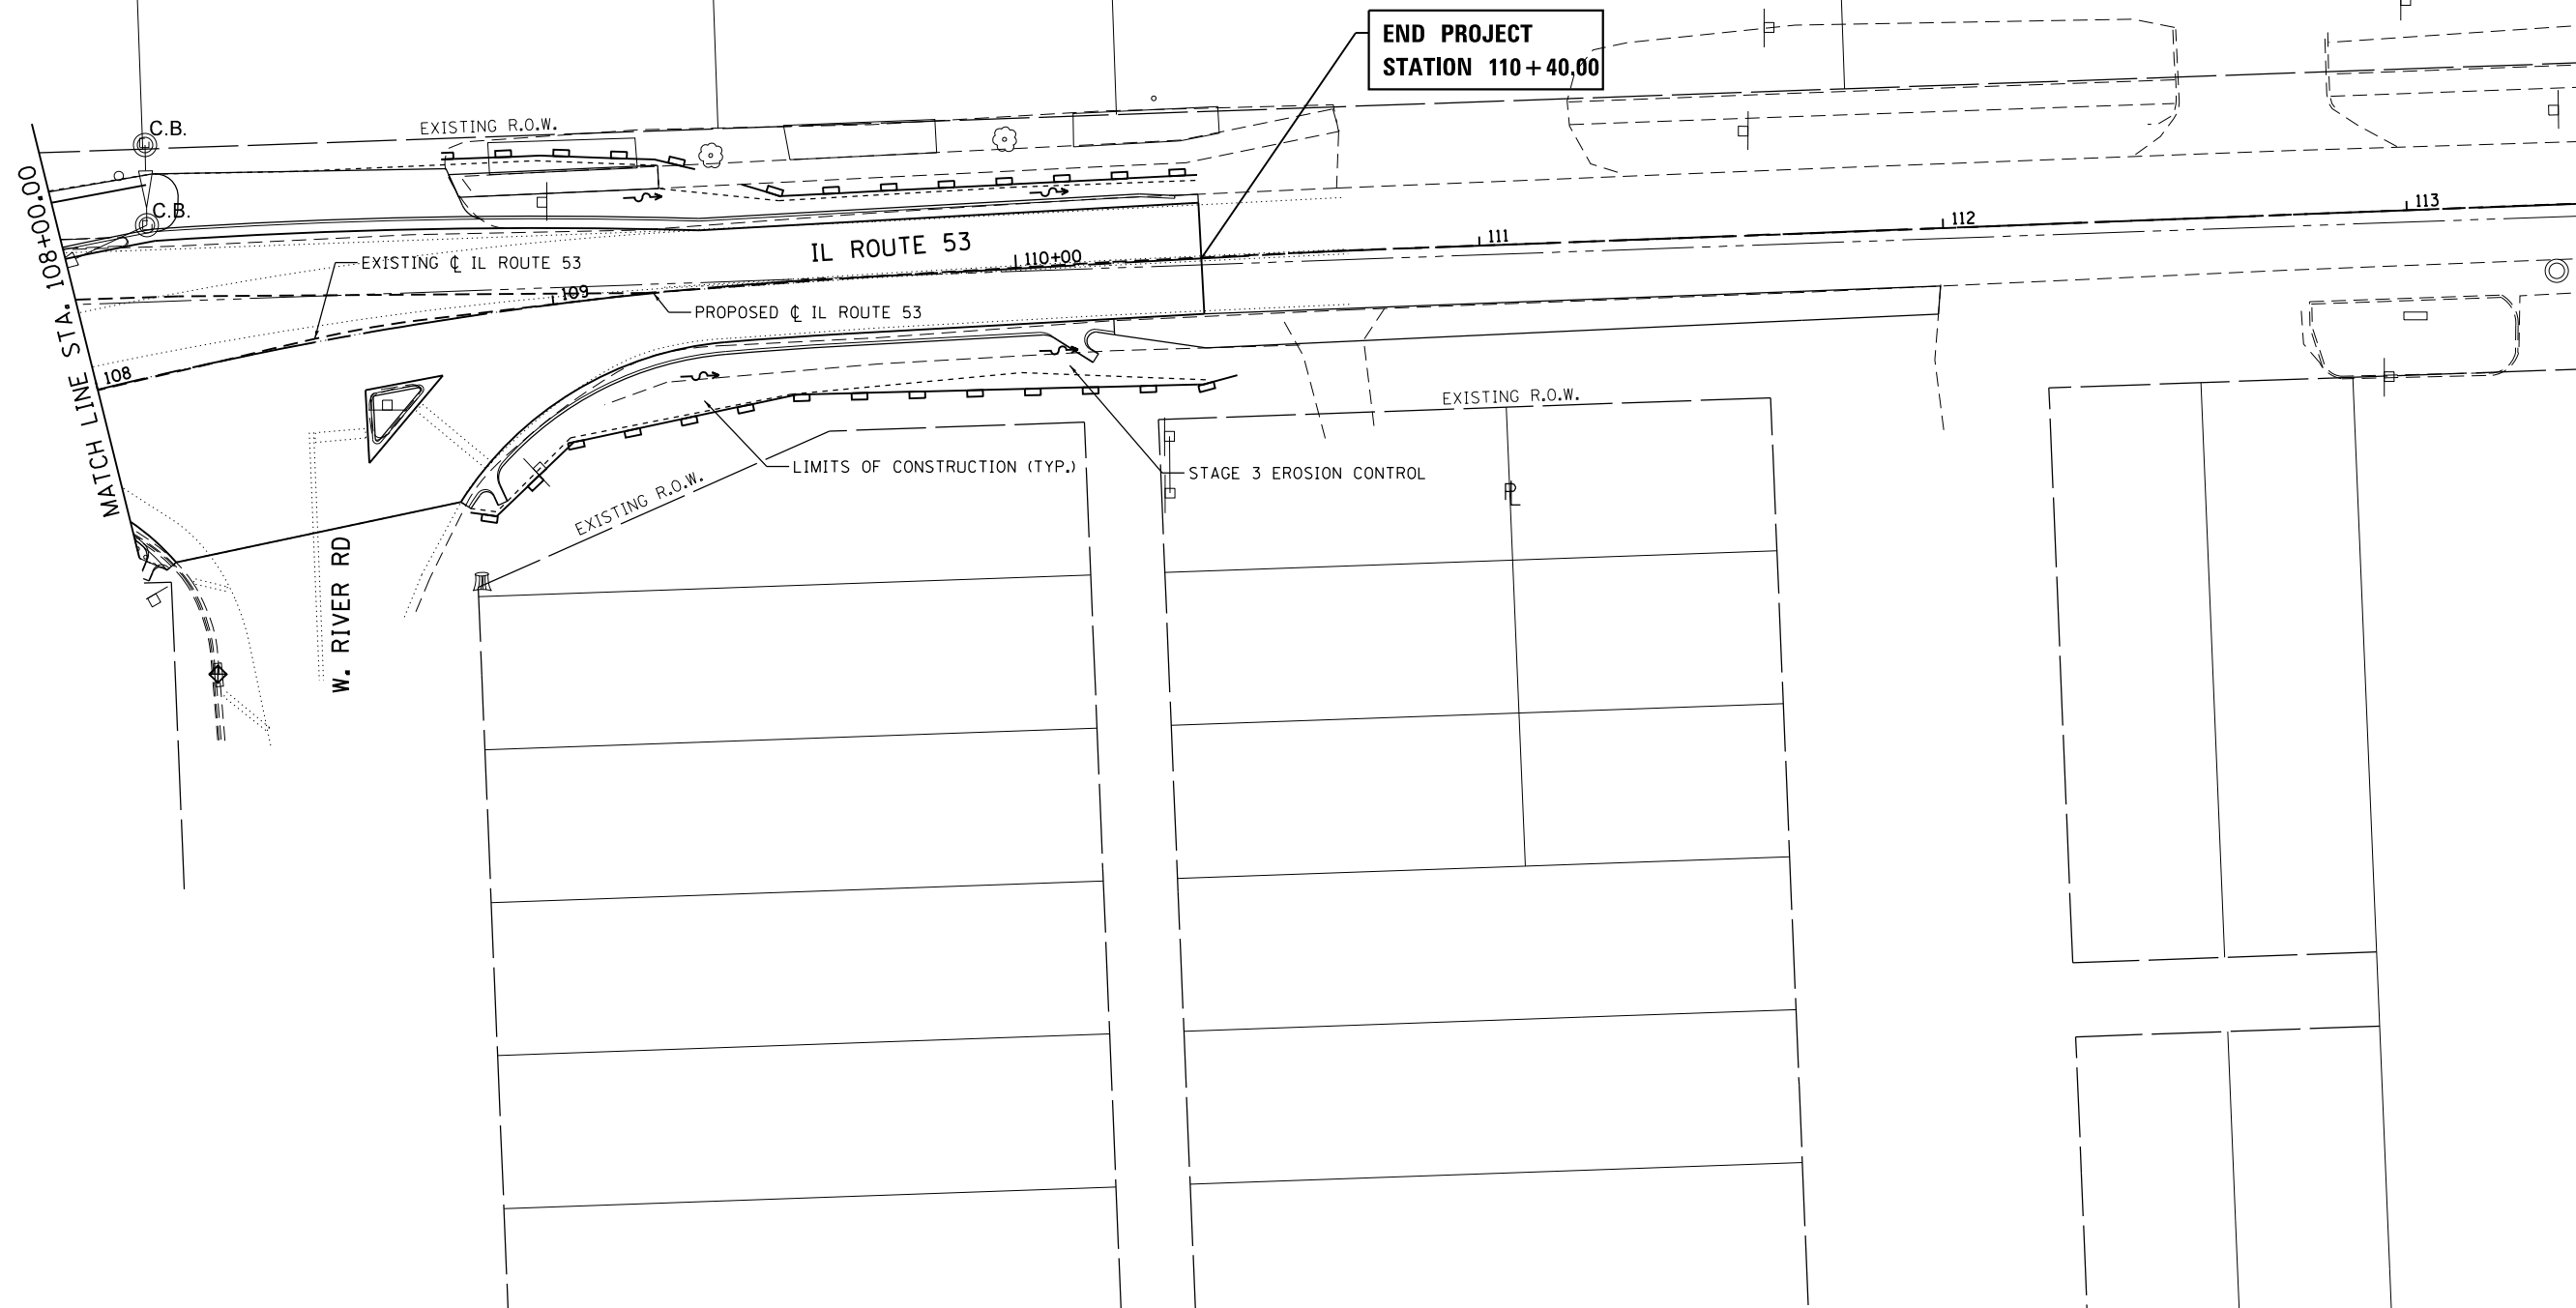 END PROJECT
STATION 110+40.00
C.B.
EXISTING R.O.W.
C.B.
MATCH LINE STA. 108+00.00
113
112
111
IL ROUTE 53
110+00
EXISTING ℄ IL ROUTE 53
109
PROPOSED ℄ IL ROUTE 53
108
EXISTING R.O.W.
LIMITS OF CONSTRUCTION (TYP.)
STAGE 3 EROSION CONTROL
EXISTING R.O.W.
PL
W. RIVER RD